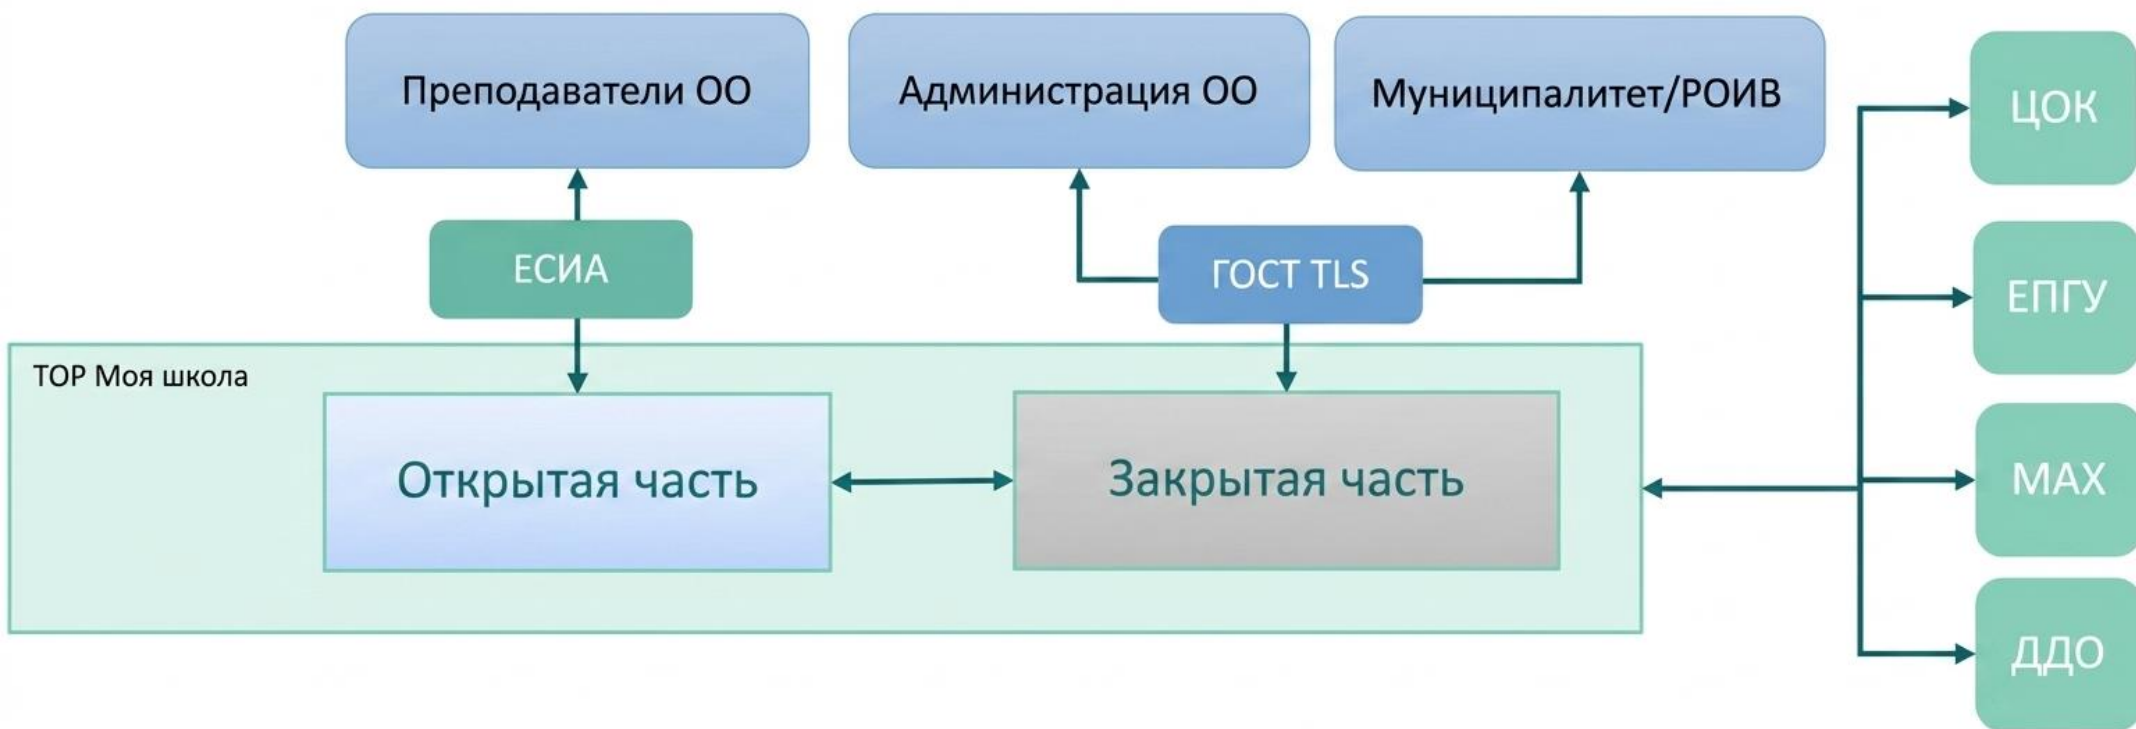 Преподаватели ОО
Администрация ОО
Муниципалитет/РОИВ
ЦОК
ЕСИА
ГОСТ TLS
ЕПГУ
ТОР Моя школа
Открытая часть
Закрытая часть
МАХ
ДДО